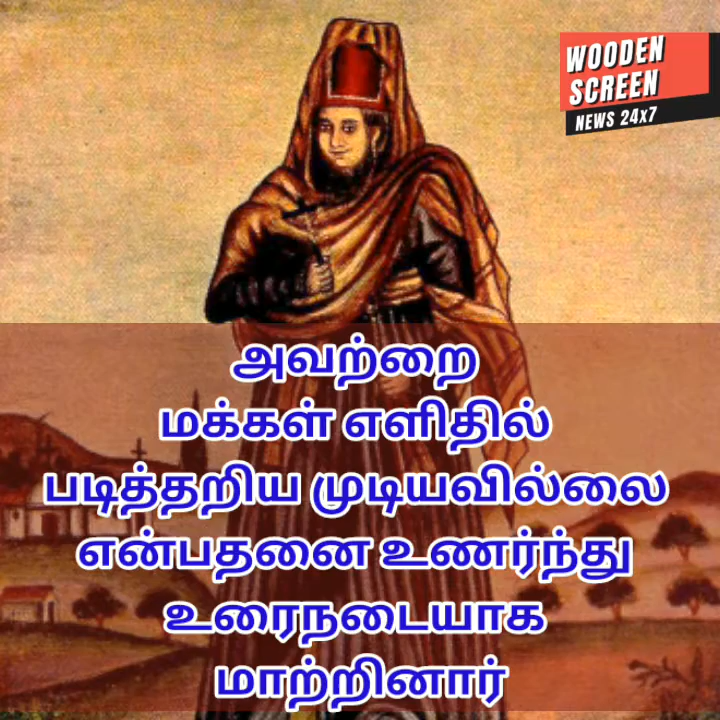 WOODEN
SCREEN
NEWS 24x7
அவற்றை
மக்கள் எளிதில்
படித்தறிய முடியவில்லை
என்பதனை உணர்ந்து
உரைநடையாக
மாற்றினார்